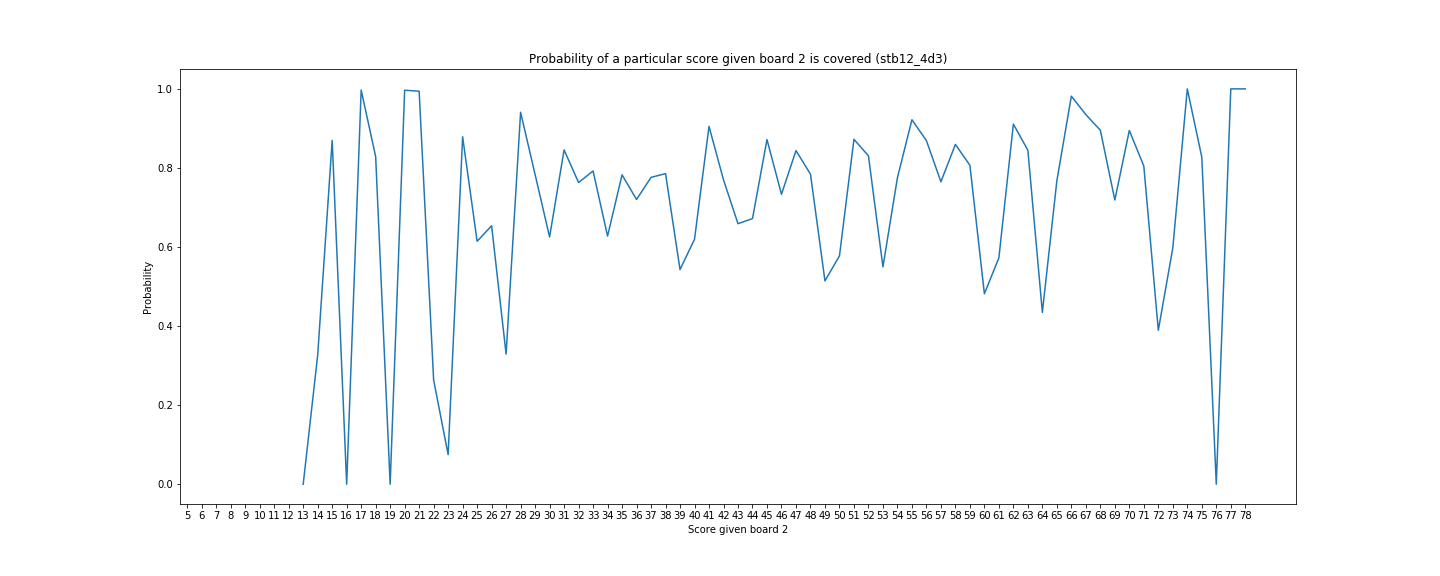 Probability of a particular score given board 2 is covered (stb12_4d3)
1.0
0.8
0.6
0.4
0.2
0.0
Probability
5 6 7 8 9 10 11 12 13 14 15 16 17 18 19 20 21 22 23 24 25 26 27 28 29 30 31 32 33 34 35 36 37 38 39 40 41 42 43 44 45 46 47 48 49 50 51 52 53 54 55 56 57 58 59 60 61 62 63 64 65 66 67 68 69 70 71 72 73 74 75 76 77 78
Score given board 2